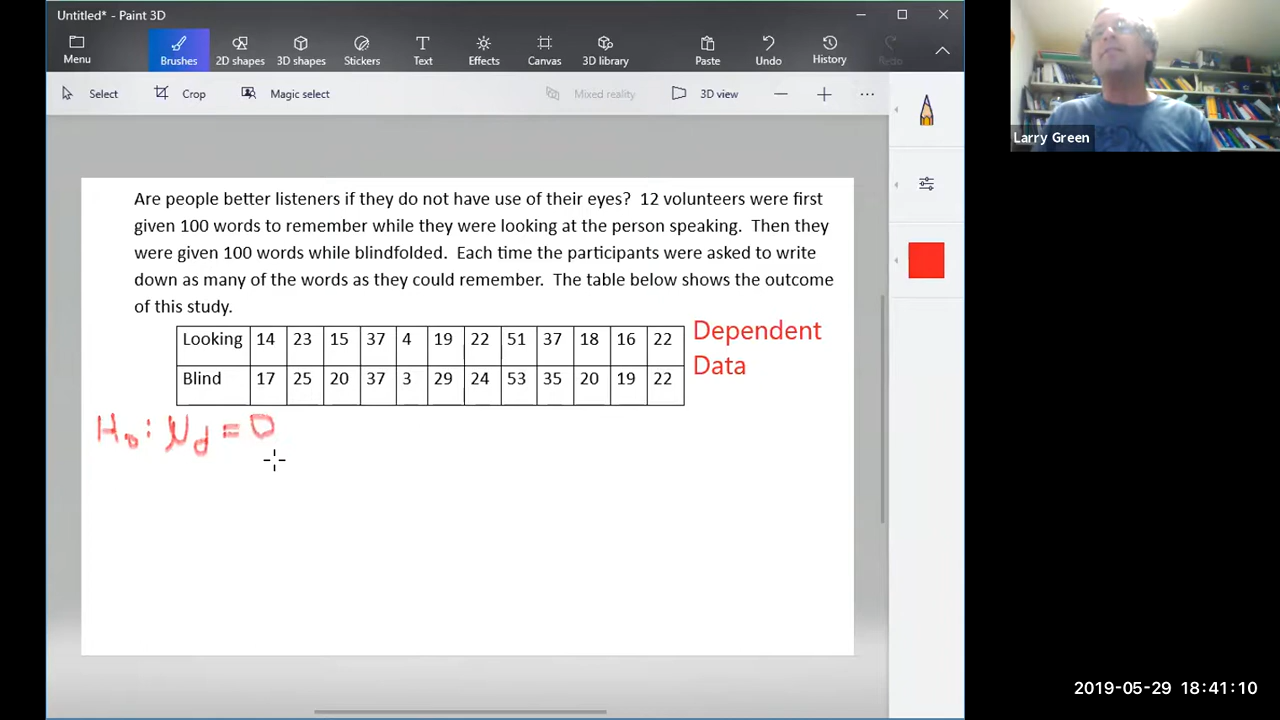 Untitled* - Paint 3D
Menu
Brushes
2D shapes
3D shapes
Stickers
Text
Effects
Canvas
3D library
Paste
Undo
History
Redo
Select
Crop
Magic select
Mixed reality
3D view
Larry Green
Are people better listeners if they do not have use of their eyes? 12 volunteers were first
given 100 words to remember while they were looking at the person speaking. Then they
were given 100 words while blindfolded. Each time the participants were asked to write
down as many of the words as they could remember. The table below shows the outcome
of this study.
Looking 14 23 15 37 4 19 22 51 37 18 16 22
Blind 17 25 20 37 3 29 24 53 35 20 19 22
Dependent
Data
H₀: μd = 0
2019-05-29 18:41:10